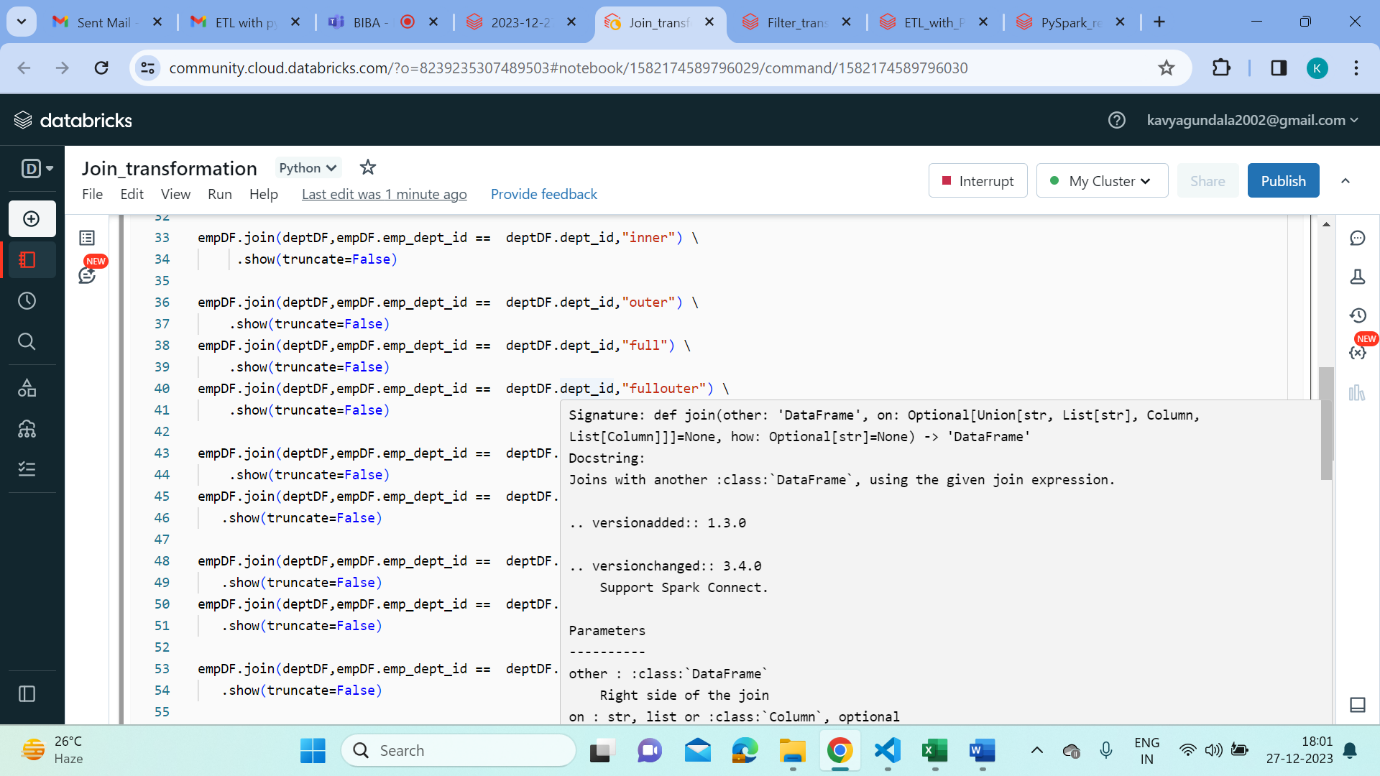 Sent Mail
ETL with py
BIBA -
2023-12-2
Join_transf
Filter_trans
ETL_with_P
PySpark_re
community.cloud.databricks.com/?o=8239235307489503#notebook/1582174589796029/command/1582174589796030
K
databricks
kavyagundala2002@gmail.com
D
Join_transformation
Python
File Edit View Run Help Last edit was 1 minute ago Provide feedback
Interrupt
My Cluster
Share
Publish
NEW
NEW
32
33 empDF.join(deptDF,empDF.emp_dept_id ==  deptDF.dept_id,"inner") \
34 .show(truncate=False)
35
36 empDF.join(deptDF,empDF.emp_dept_id ==  deptDF.dept_id,"outer") \
37 .show(truncate=False)
38 empDF.join(deptDF,empDF.emp_dept_id ==  deptDF.dept_id,"full") \
39 .show(truncate=False)
40 empDF.join(deptDF,empDF.emp_dept_id ==  deptDF.dept_id,"fullouter") \
41 .show(truncate=False)
42
43 empDF.join(deptDF,empDF.emp_dept_id ==  deptDF.
44 .show(truncate=False)
45 empDF.join(deptDF,empDF.emp_dept_id ==  deptDF.
46 .show(truncate=False)
47
48 empDF.join(deptDF,empDF.emp_dept_id ==  deptDF.
49 .show(truncate=False)
50 empDF.join(deptDF,empDF.emp_dept_id ==  deptDF.
51 .show(truncate=False)
52
53 empDF.join(deptDF,empDF.emp_dept_id ==  deptDF.
54 .show(truncate=False)
55
Signature: def join(other: 'DataFrame', on: Optional[Union[str, List[str], Column,
List[Column]]]=None, how: Optional[str]=None) -> 'DataFrame'
Docstring:
Joins with another :class:`DataFrame`, using the given join expression.
.. versionadded:: 1.3.0
.. versionchanged:: 3.4.0
Support Spark Connect.
Parameters
----------
other : :class:`DataFrame`
Right side of the join
on : str, list or :class:`Column`, optional
26°C
Haze
Search
ENG
IN
18:01
27-12-2023